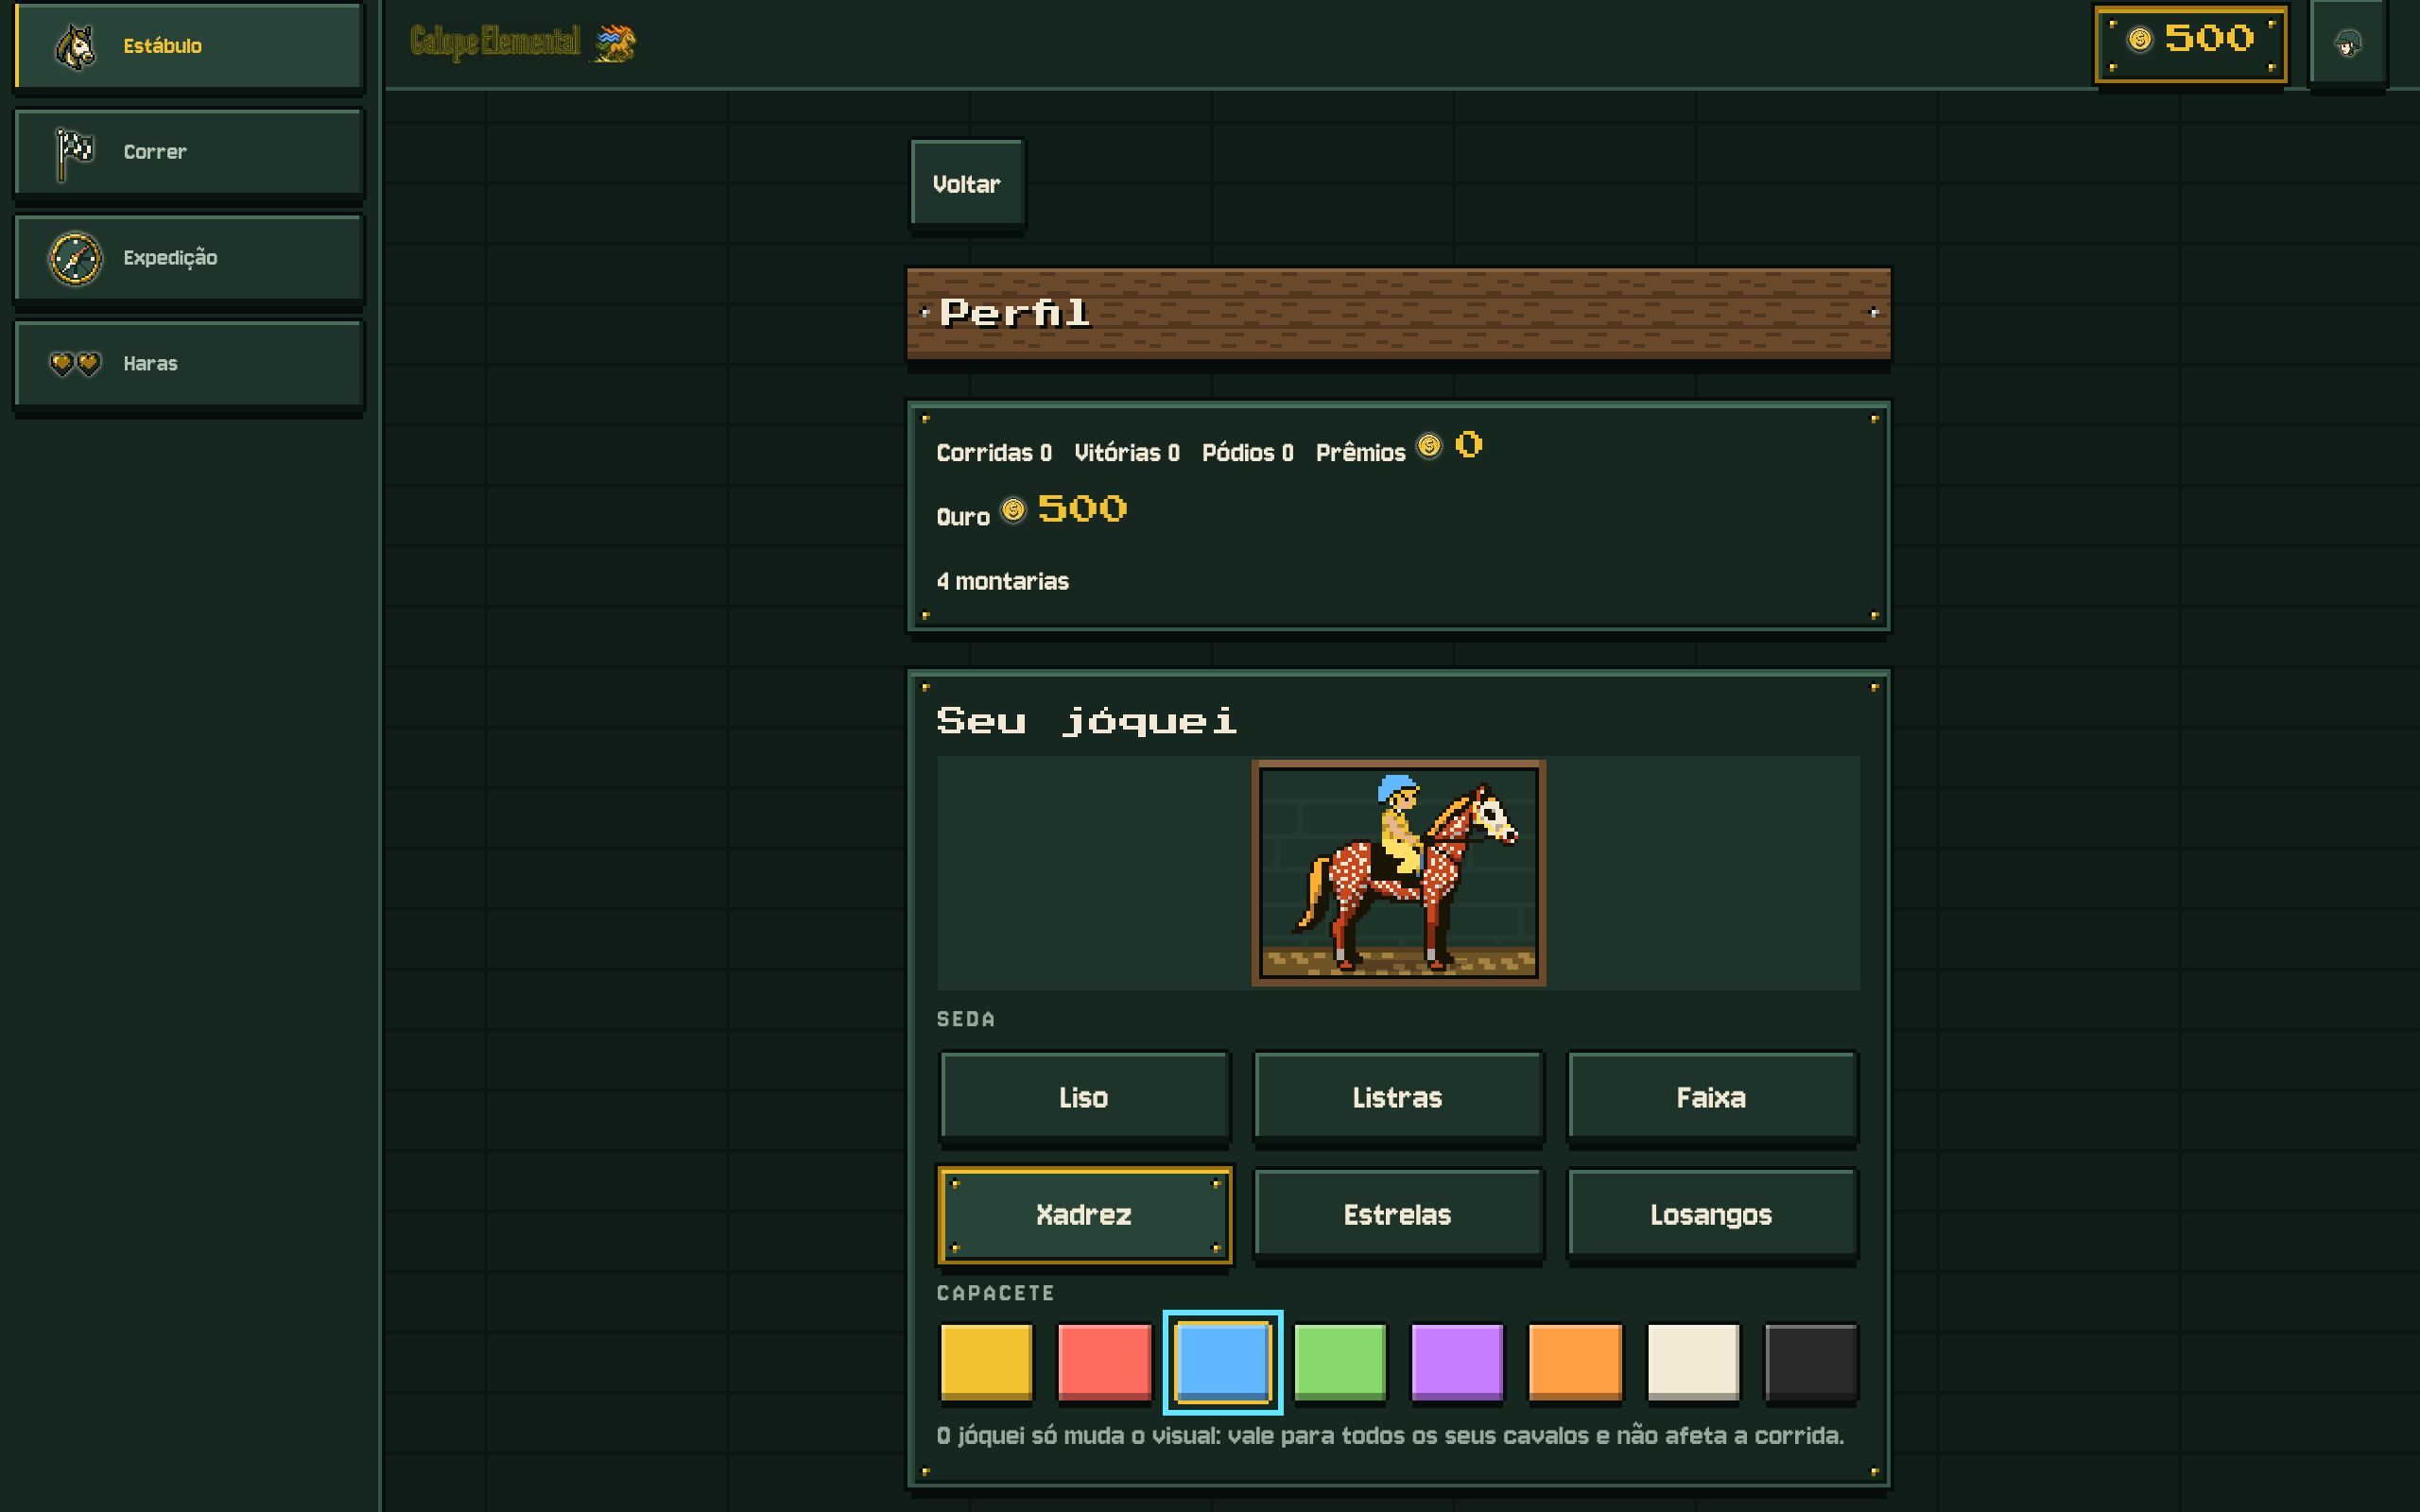 Estábulo
Galope Elemental
500
Correr
Voltar
Expedição
Perfil
Haras
Corridas 0 Vitórias 0 Pódios 0 Prêmios 0
Ouro 500
4 montarias
Seu jóquei
SEDA
Liso
Listras
Faixa
Xadrez
Estrelas
Losangos
CAPACETE
O jóquei só muda o visual: vale para todos os seus cavalos e não afeta a corrida.